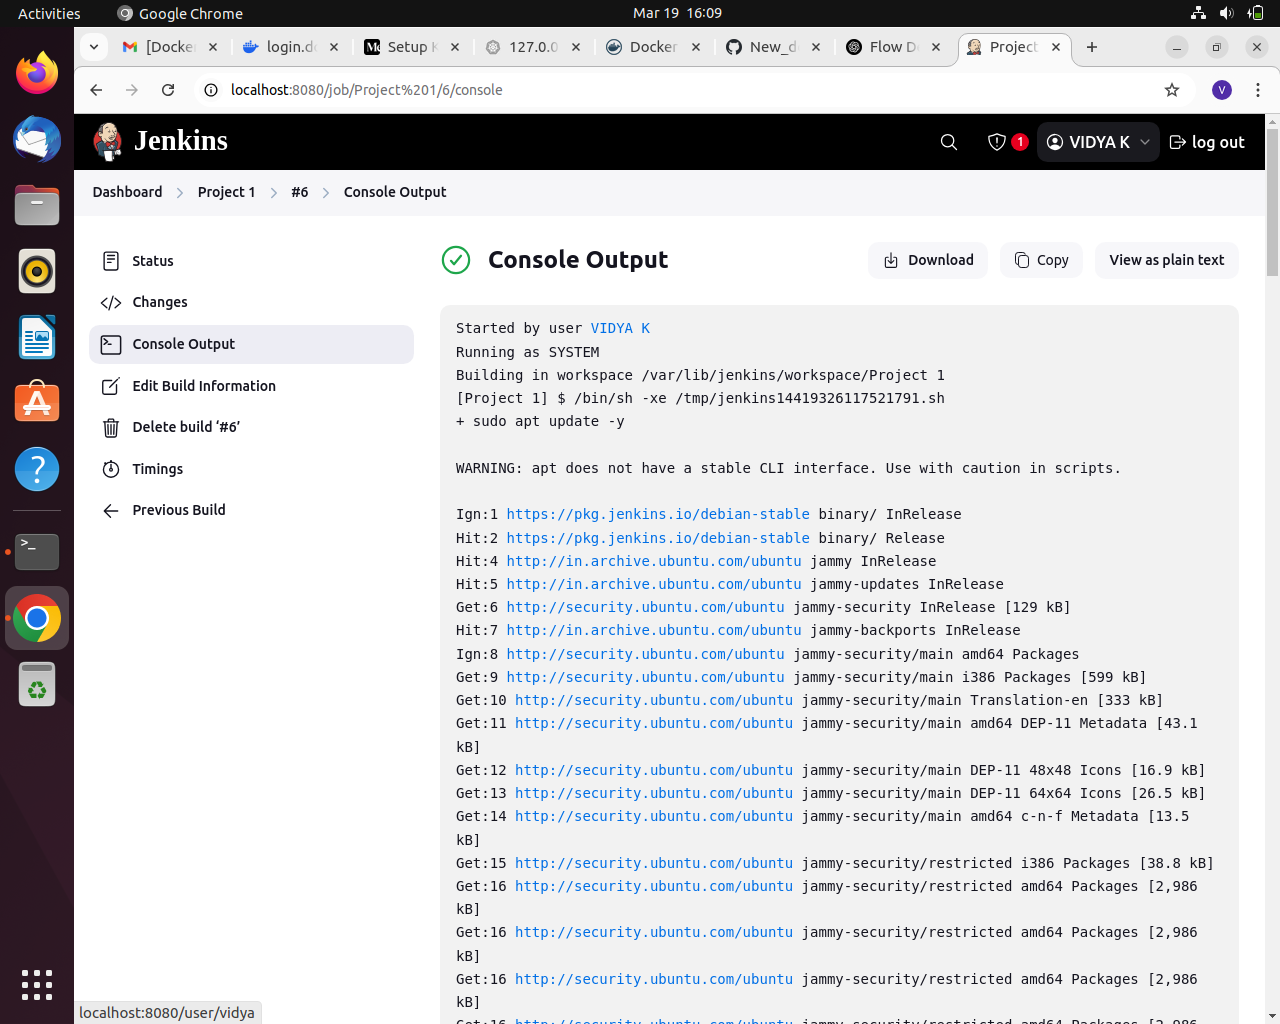 Activities
Google Chrome
Mar 19 16:09
[Docke
login.d
Setup K
127.0.0
Docker
New_d
Flow D
Project
localhost:8080/job/Project%201/6/console
V
Jenkins
1
VIDYA K
log out
Dashboard
Project 1
#6
Console Output
Status
Changes
Console Output
Edit Build Information
Delete build ‘#6’
Timings
Previous Build
Console Output
Download
Copy
View as plain text
Started by user VIDYA K
Running as SYSTEM
Building in workspace /var/lib/jenkins/workspace/Project 1
[Project 1] $ /bin/sh -xe /tmp/jenkins14419326117521791.sh
+ sudo apt update -y
WARNING: apt does not have a stable CLI interface. Use with caution in scripts.
Ign:1 https://pkg.jenkins.io/debian-stable binary/ InRelease
Hit:2 https://pkg.jenkins.io/debian-stable binary/ Release
Hit:4 http://in.archive.ubuntu.com/ubuntu jammy InRelease
Hit:5 http://in.archive.ubuntu.com/ubuntu jammy-updates InRelease
Get:6 http://security.ubuntu.com/ubuntu jammy-security InRelease [129 kB]
Hit:7 http://in.archive.ubuntu.com/ubuntu jammy-backports InRelease
Ign:8 http://security.ubuntu.com/ubuntu jammy-security/main amd64 Packages
Get:9 http://security.ubuntu.com/ubuntu jammy-security/main i386 Packages [599 kB]
Get:10 http://security.ubuntu.com/ubuntu jammy-security/main Translation-en [333 kB]
Get:11 http://security.ubuntu.com/ubuntu jammy-security/main amd64 DEP-11 Metadata [43.1
kB]
Get:12 http://security.ubuntu.com/ubuntu jammy-security/main DEP-11 48x48 Icons [16.9 kB]
Get:13 http://security.ubuntu.com/ubuntu jammy-security/main DEP-11 64x64 Icons [26.5 kB]
Get:14 http://security.ubuntu.com/ubuntu jammy-security/main amd64 c-n-f Metadata [13.5
kB]
Get:15 http://security.ubuntu.com/ubuntu jammy-security/restricted i386 Packages [38.8 kB]
Get:16 http://security.ubuntu.com/ubuntu jammy-security/restricted amd64 Packages [2,986
kB]
Get:16 http://security.ubuntu.com/ubuntu jammy-security/restricted amd64 Packages [2,986
kB]
Get:16 http://security.ubuntu.com/ubuntu jammy-security/restricted amd64 Packages [2,986
kB]
Get:16 http://security.ubuntu.com/ubuntu jammy-security/restricted amd64 Packages [2,986
localhost:8080/user/vidya